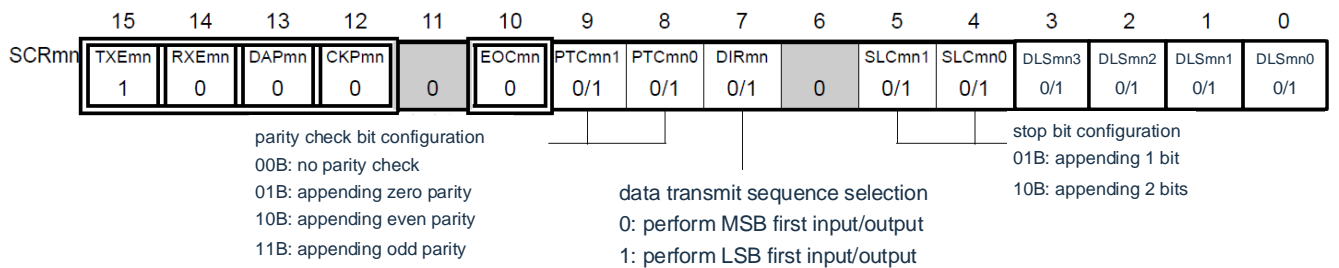 15 14 13 12 11 10 9 8 7 6 5 4 3 2 1 0
SCRmn TXEmn RXEmn DAPmn CKPmn EOCmn PTCmn1 PTCmn0 DIRmn SLCmn1 SLCmn0 DLSmn3 DLSmn2 DLSmn1 DLSmn0
1 0 0 0 0 0 0/1 0/1 0/1 0 0/1 0/1 0/1 0/1 0/1 0/1
parity check bit configuration
00B: no parity check
01B: appending zero parity
10B: appending even parity
11B: appending odd parity
data transmit sequence selection
0: perform MSB first input/output
1: perform LSB first input/output
stop bit configuration
01B: appending 1 bit
10B: appending 2 bits